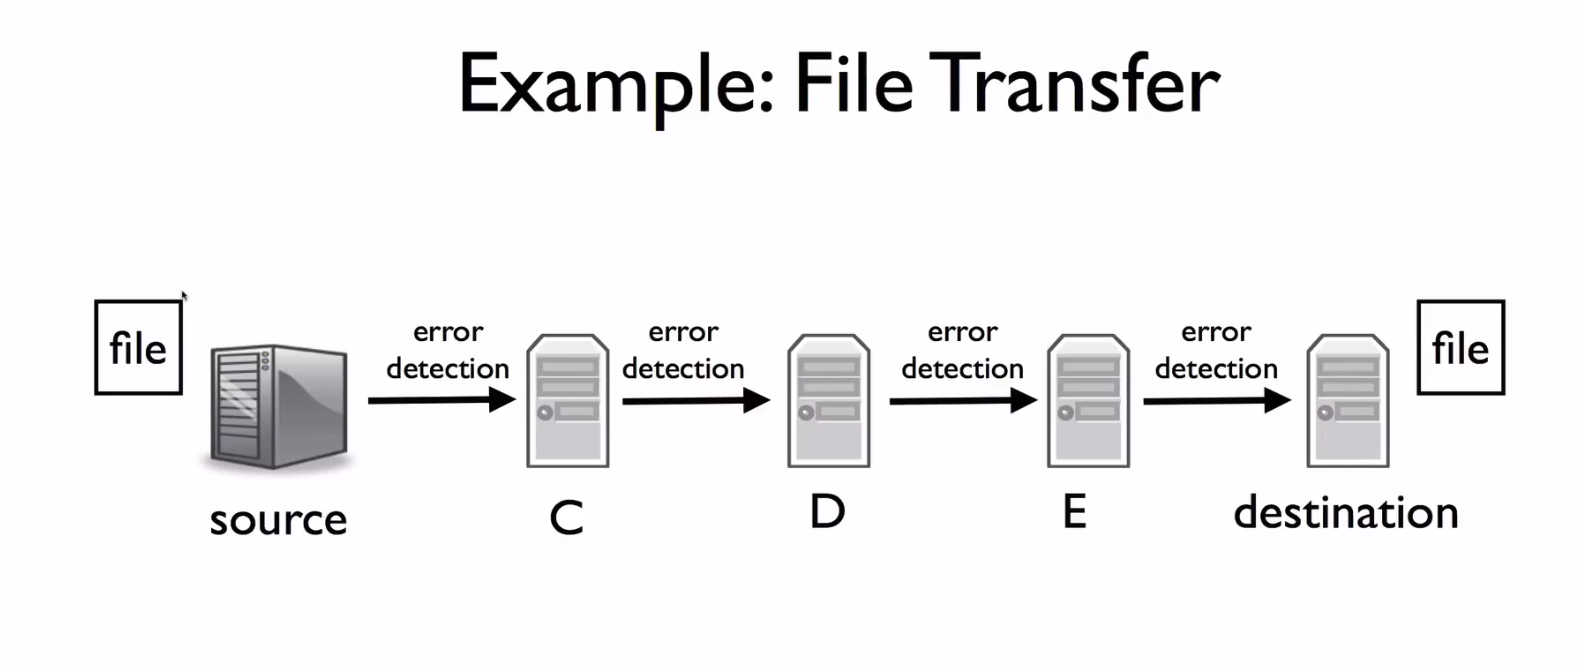 Example: File Transfer
file
error
detection
error
detection
error
detection
error
detection
file
source
C
D
E
destination